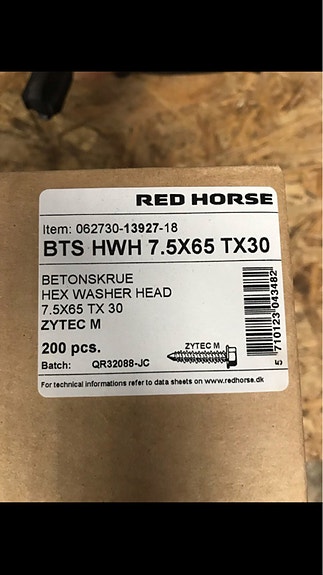 RED HORSE
Item: 062730-13927-18
BTS HWH 7.5X65 TX30
BETONSKRUE
HEX WASHER HEAD
7.5X65 TX 30
ZYTEC M
200 pcs.
ZYTEC M
Batch: QR32088-JC
5 710123 043482
For technical informations refer to data sheets on www.redhorse.dk